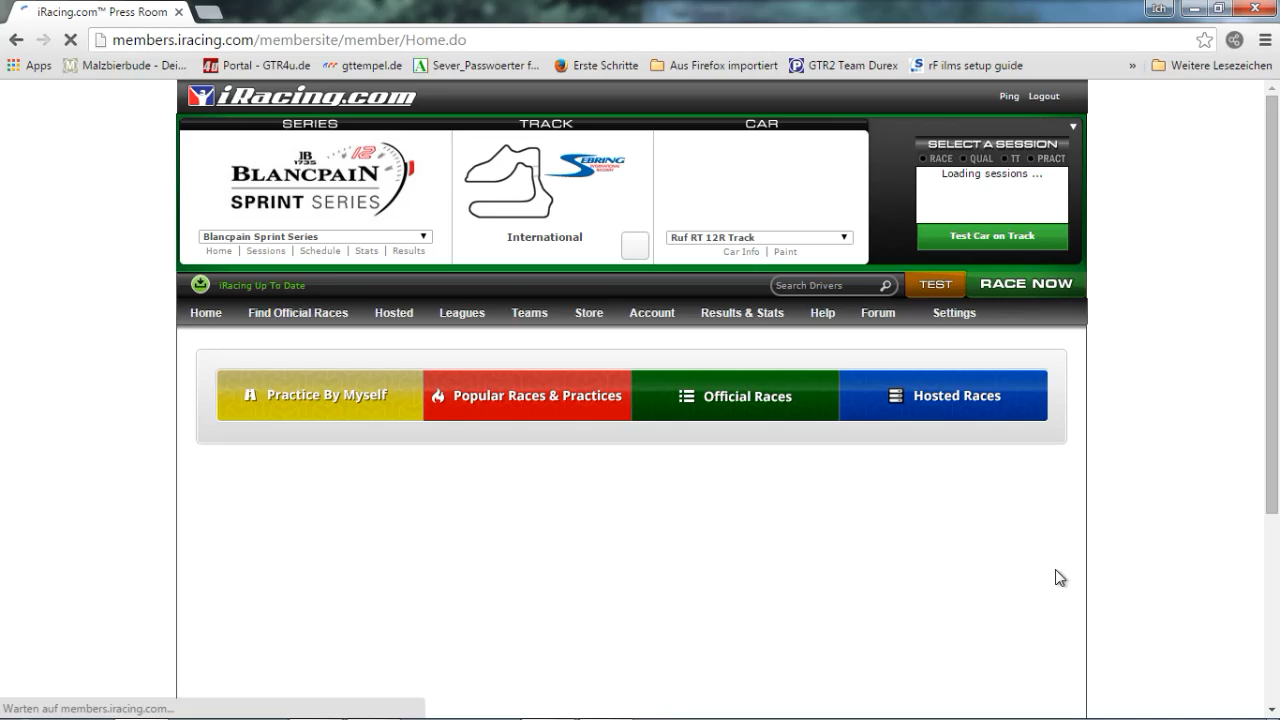 iRacing.com™ Press Room
Ich
members.iracing.com/membersite/member/Home.do
Apps
Malzbierbude - Dei...
4u Portal - GTR4u.de
gttempel.de
A Sever_Passwoerter f...
Erste Schritte
Aus Firefox importiert
P GTR2 Team Durex
rF ilms setup guide
»
Weitere Lesezeichen
iRacing.com
Ping
Logout
SERIES
TRACK
CAR
JB 1735
12
BLANCPAIN
SPRINT SERIES
SEBRING
Blancpain Sprint Series
Home | Sessions | Schedule | Stats | Results
International
Ruf RT 12R Track
Car Info | Paint
SELECT A SESSION
RACE QUAL TT PRACT
Loading sessions ...
Test Car on Track
iRacing Up To Date
Search Drivers
TEST
RACE NOW
Home
Find Official Races
Hosted
Leagues
Teams
Store
Account
Results & Stats
Help
Forum
Settings
Practice By Myself
Popular Races & Practices
Official Races
Hosted Races
Warten auf members.iracing.com...